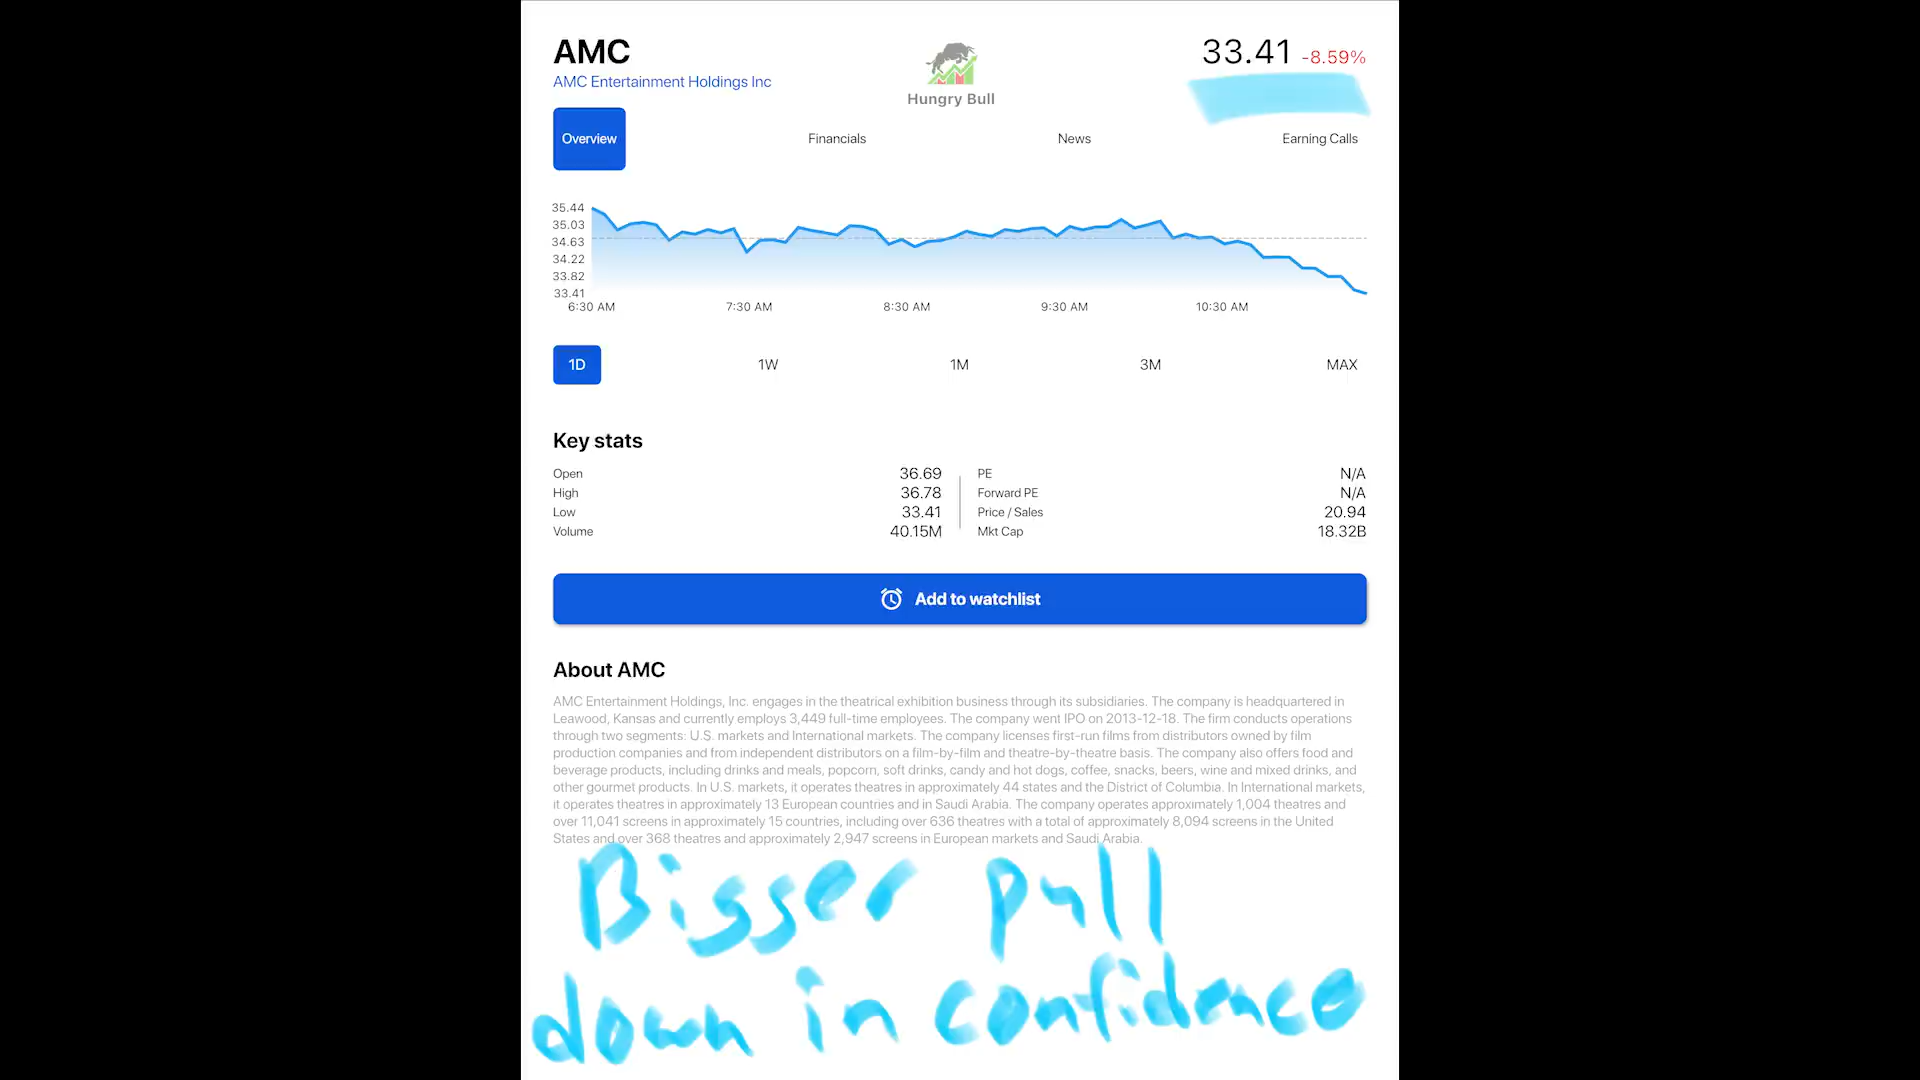 AMC
33.41 -8.59%
AMC Entertainment Holdings Inc
Hungry Bull
Overview Financials News Earning Calls
35.44
35.03
34.63
34.22
33.82
33.41
6:30 AM 7:30 AM 8:30 AM 9:30 AM 10:30 AM
1D 1W 1M 3M MAX
Key stats
Open 36.69 PE N/A
High 36.78 Forward PE N/A
Low 33.41 Price / Sales 20.94
Volume 40.15M Mkt Cap 18.32B
Add to watchlist
About AMC
AMC Entertainment Holdings, Inc. engages in the theatrical exhibition business through its subsidiaries. The company is headquartered in
Leawood, Kansas and currently employs 3,449 full-time employees. The company went IPO on 2013-12-18. The firm conducts operations
through two segments: U.S. markets and International markets. The company licenses first-run films from distributors owned by film
production companies and from independent distributors on a film-by-film and theatre-by-theatre basis. The company also offers food and
beverage products, including drinks and meals, popcorn, soft drinks, candy and hot dogs, coffee, snacks, beers, wine and mixed drinks, and
other gourmet products. In U.S. markets, it operates theatres in approximately 44 states and the District of Columbia. In International markets,
it operates theatres in approximately 13 European countries and in Saudi Arabia. The company operates approximately 1,004 theatres and
over 11,041 screens in approximately 15 countries, including over 636 theatres with a total of approximately 8,094 screens in the United
States and over 368 theatres and approximately 2,947 screens in European markets and Saudi Arabia.
Bigger pull
down in confidence